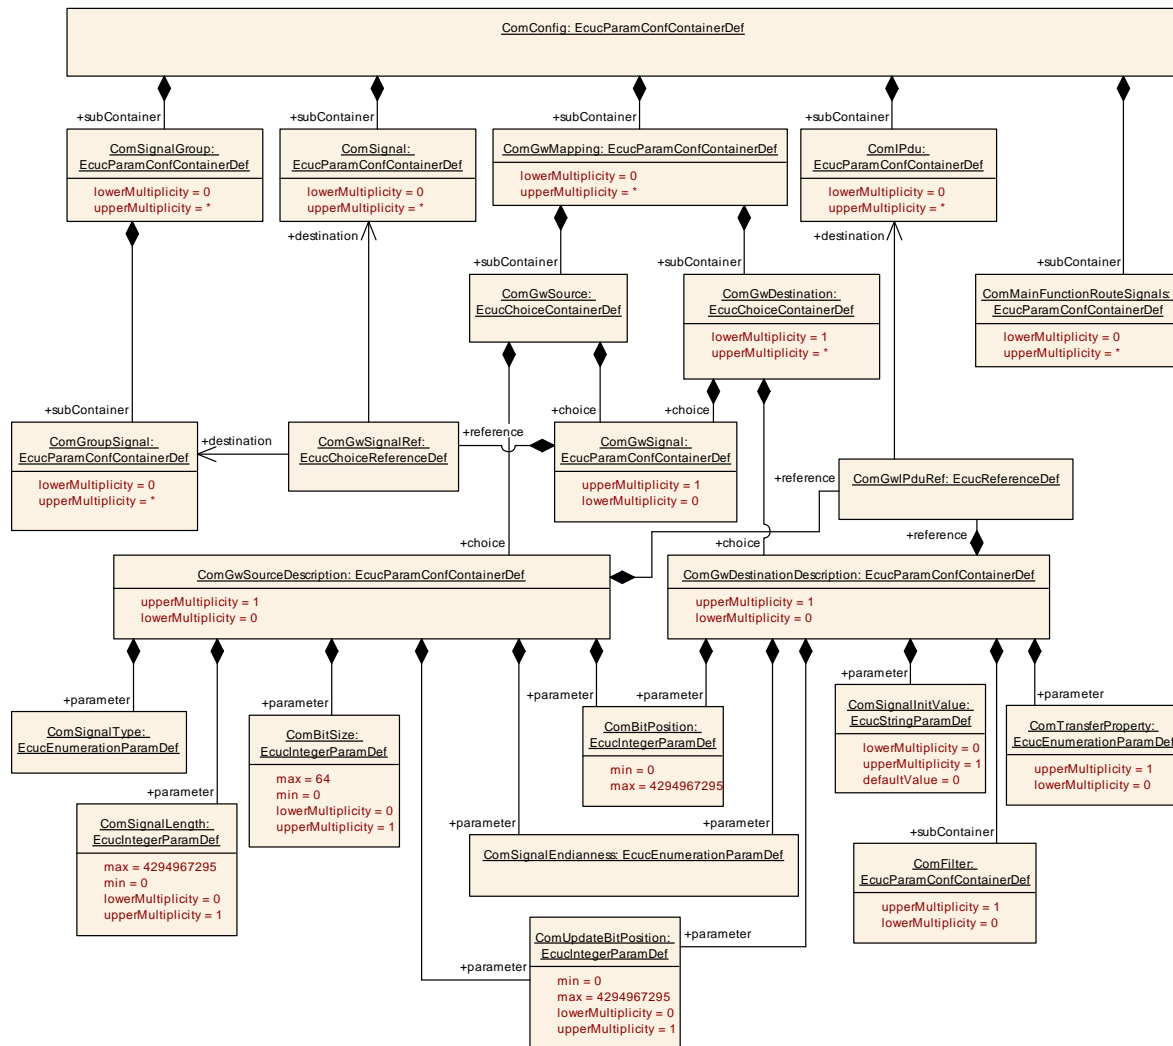 ComConfig: EcucParamConfContainerDef
+subContainer
+subContainer
+subContainer
+subContainer
ComSignalGroup:
EcucParamConfContainerDef
lowerMultiplicity = 0
upperMultiplicity = *
ComSignal:
EcucParamConfContainerDef
lowerMultiplicity = 0
upperMultiplicity = *
ComGwMapping: EcucParamConfContainerDef
lowerMultiplicity = 0
upperMultiplicity = *
ComIPdu:
EcucParamConfContainerDef
lowerMultiplicity = 0
upperMultiplicity = *
+destination
+destination
+subContainer
+subContainer
+subContainer
ComGwSource:
EcucChoiceContainerDef
ComGwDestination:
EcucChoiceContainerDef
lowerMultiplicity = 1
upperMultiplicity = *
ComMainFunctionRouteSignals:
EcucParamConfContainerDef
lowerMultiplicity = 0
upperMultiplicity = *
+subContainer
+choice
+choice
ComGroupSignal:
EcucParamConfContainerDef
lowerMultiplicity = 0
upperMultiplicity = *
+destination
ComGwSignalRef:
EcucChoiceReferenceDef
+reference
ComGwSignal:
EcucParamConfContainerDef
upperMultiplicity = 1
lowerMultiplicity = 0
+reference
ComGwIPduRef: EcucReferenceDef
+reference
+choice
+choice
ComGwSourceDescription: EcucParamConfContainerDef
upperMultiplicity = 1
lowerMultiplicity = 0
ComGwDestinationDescription: EcucParamConfContainerDef
upperMultiplicity = 1
lowerMultiplicity = 0
+parameter
+parameter
+parameter
+parameter
+parameter
+parameter
ComSignalType:
EcucEnumerationParamDef
ComBitSize:
EcucIntegerParamDef
max = 64
min = 0
lowerMultiplicity = 0
upperMultiplicity = 1
ComBitPosition:
EcucIntegerParamDef
min = 0
max = 4294967295
ComSignalInitValue:
EcucStringParamDef
lowerMultiplicity = 0
upperMultiplicity = 1
defaultValue = 0
ComTransferProperty:
EcucEnumerationParamDef
upperMultiplicity = 1
lowerMultiplicity = 0
+parameter
ComSignalLength:
EcucIntegerParamDef
max = 4294967295
min = 0
lowerMultiplicity = 0
upperMultiplicity = 1
+parameter
+parameter
ComSignalEndianness: EcucEnumerationParamDef
+subContainer
ComFilter:
EcucParamConfContainerDef
upperMultiplicity = 1
lowerMultiplicity = 0
+parameter
+parameter
ComUpdateBitPosition:
EcucIntegerParamDef
min = 0
max = 4294967295
lowerMultiplicity = 0
upperMultiplicity = 1